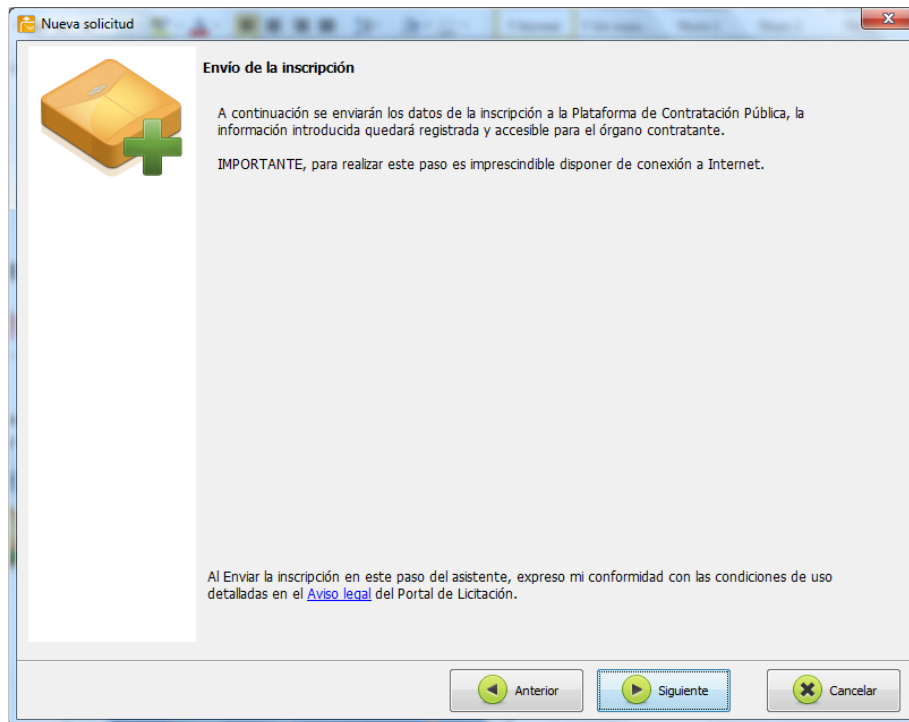 Nueva solicitud
Envío de la inscripción
A continuación se enviarán los datos de la inscripción a la Plataforma de Contratación Pública, la
información introducida quedará registrada y accesible para el órgano contratante.
IMPORTANTE, para realizar este paso es imprescindible disponer de conexión a Internet.
Al Enviar la inscripción en este paso del asistente, expreso mi conformidad con las condiciones de uso
detalladas en el Aviso legal del Portal de Licitación.
Anterior
Siguiente
Cancelar